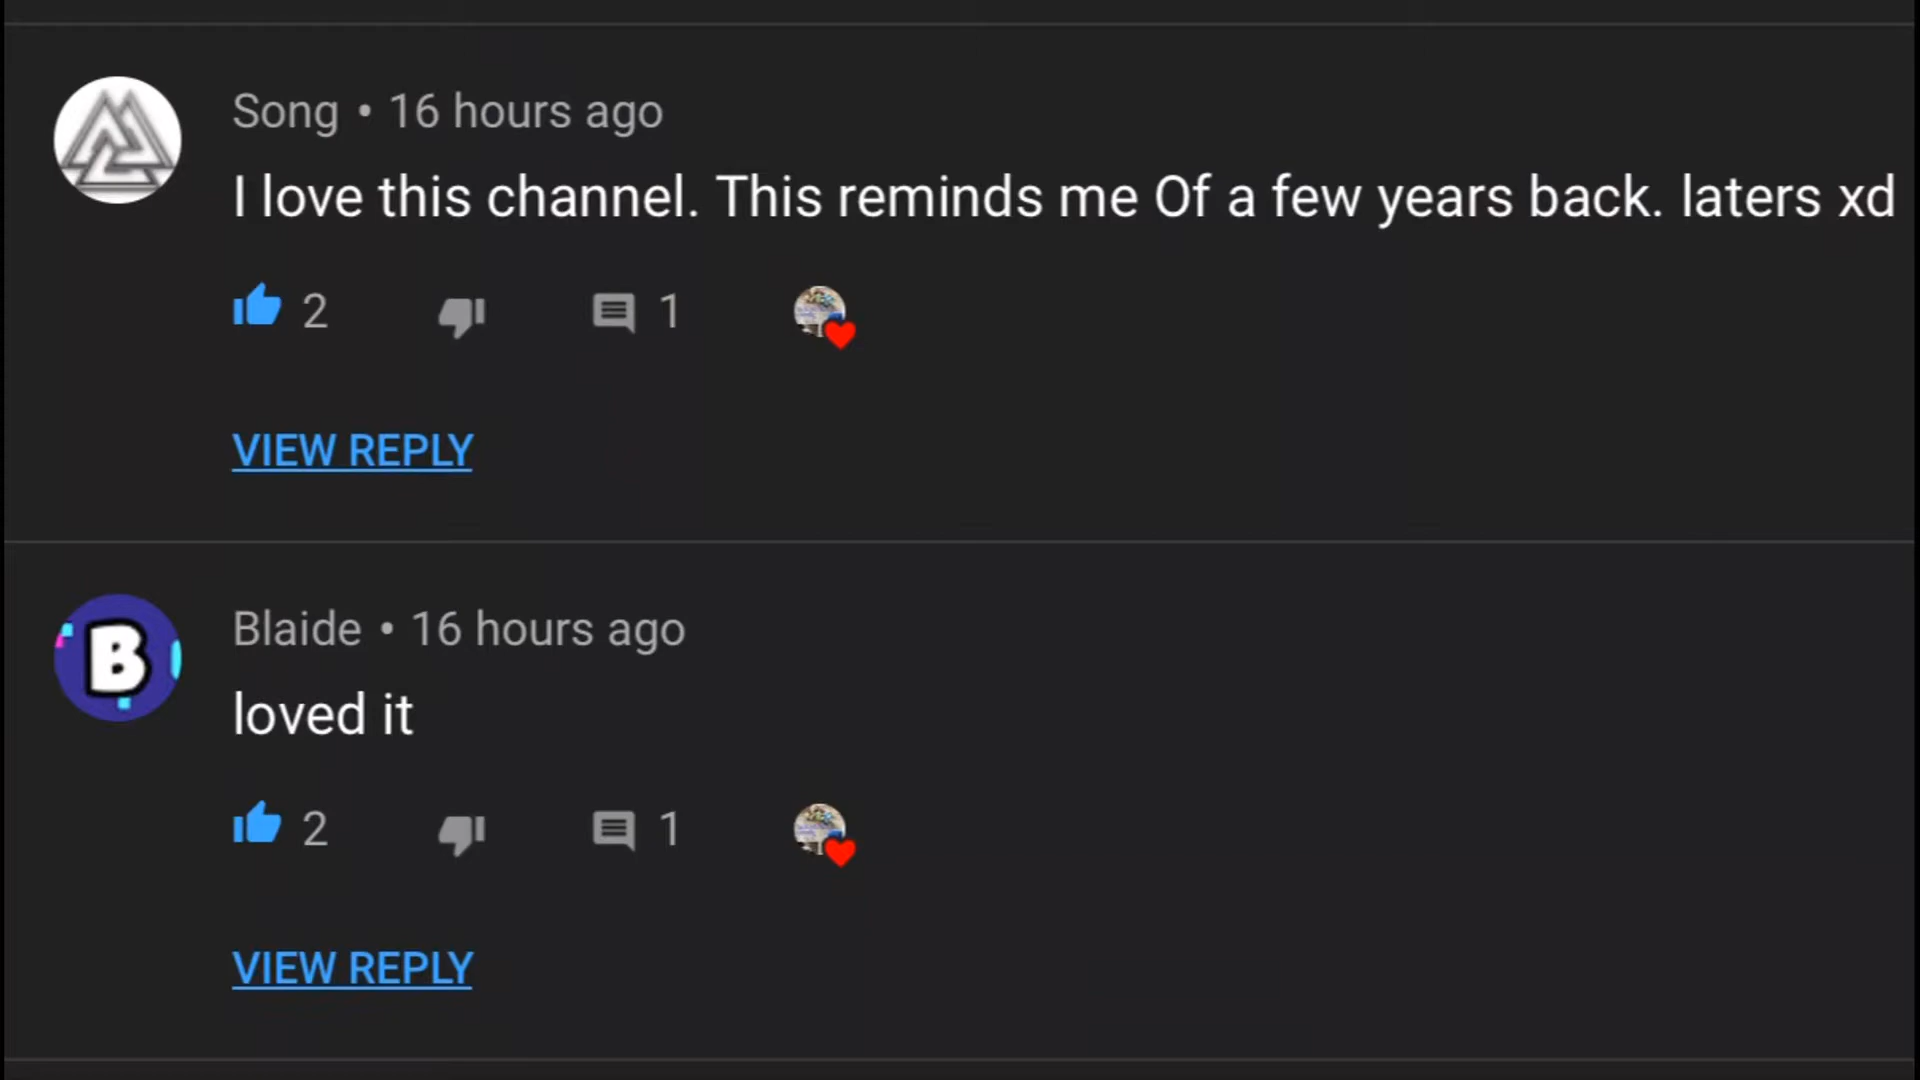 Song • 16 hours ago
I love this channel. This reminds me Of a few years back. laters xd
2 1
VIEW REPLY
B
Blaide • 16 hours ago
loved it
2 1
VIEW REPLY